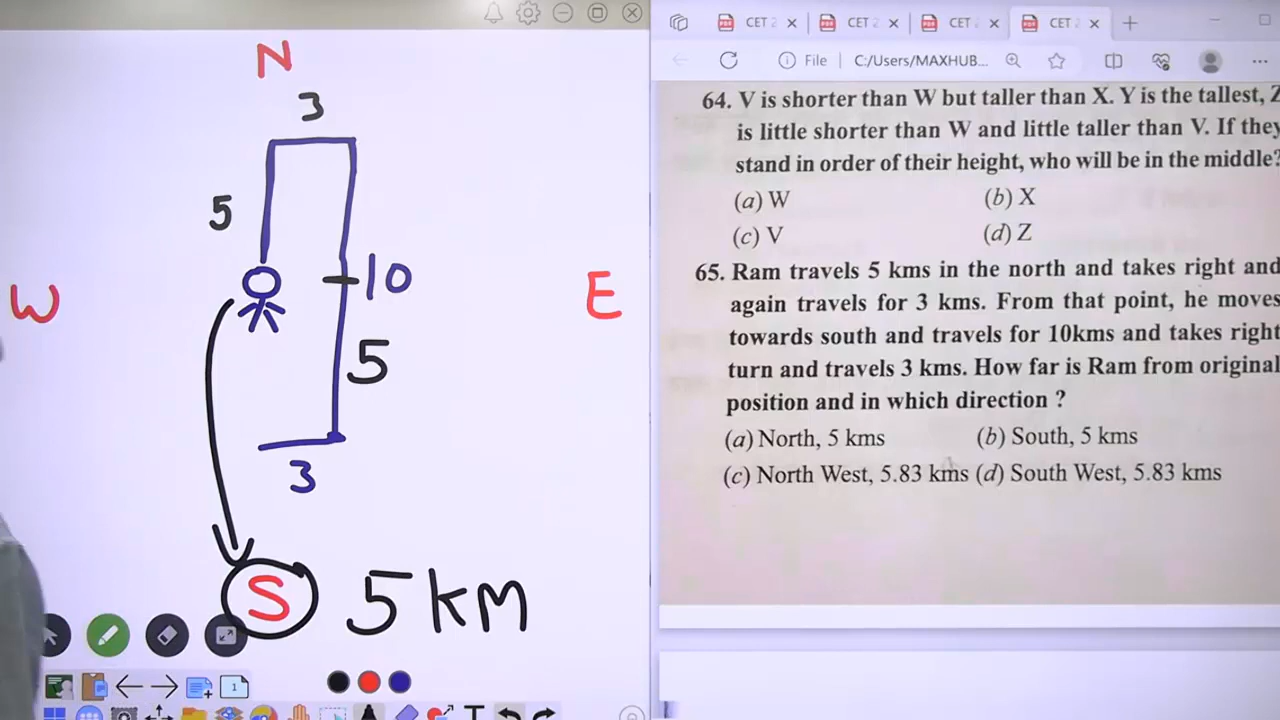 N
3
5
10
W
E
5
3
S 5 KM
1
CET 2
CET 2
CET
CET 2
File
C:/Users/MAXHUB...
64. V is shorter than W but taller than X. Y is the tallest, Z
is little shorter than W and little taller than V. If they
stand in order of their height, who will be in the middle?
(a) W (b) X
(c) V (d) Z
65. Ram travels 5 kms in the north and takes right and
again travels for 3 kms. From that point, he moves
towards south and travels for 10kms and takes right
turn and travels 3 kms. How far is Ram from original
position and in which direction ?
(a) North, 5 kms (b) South, 5 kms
(c) North West, 5.83 kms (d) South West, 5.83 kms